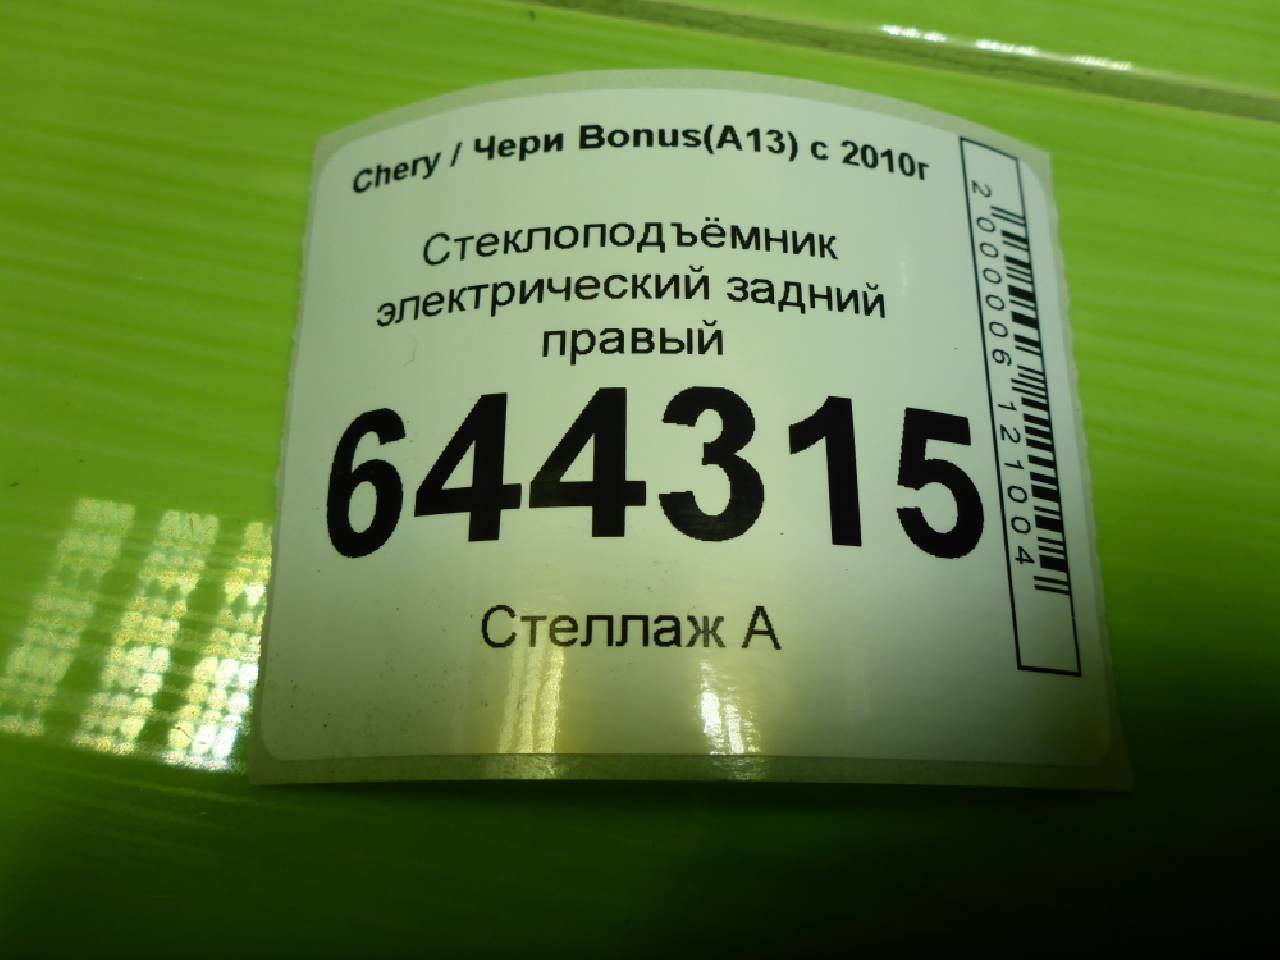 Chery / Чери Bonus(A13) с 2010г
Стеклоподъёмник
электрический задний
правый
644315
Стеллаж А
2000006121004